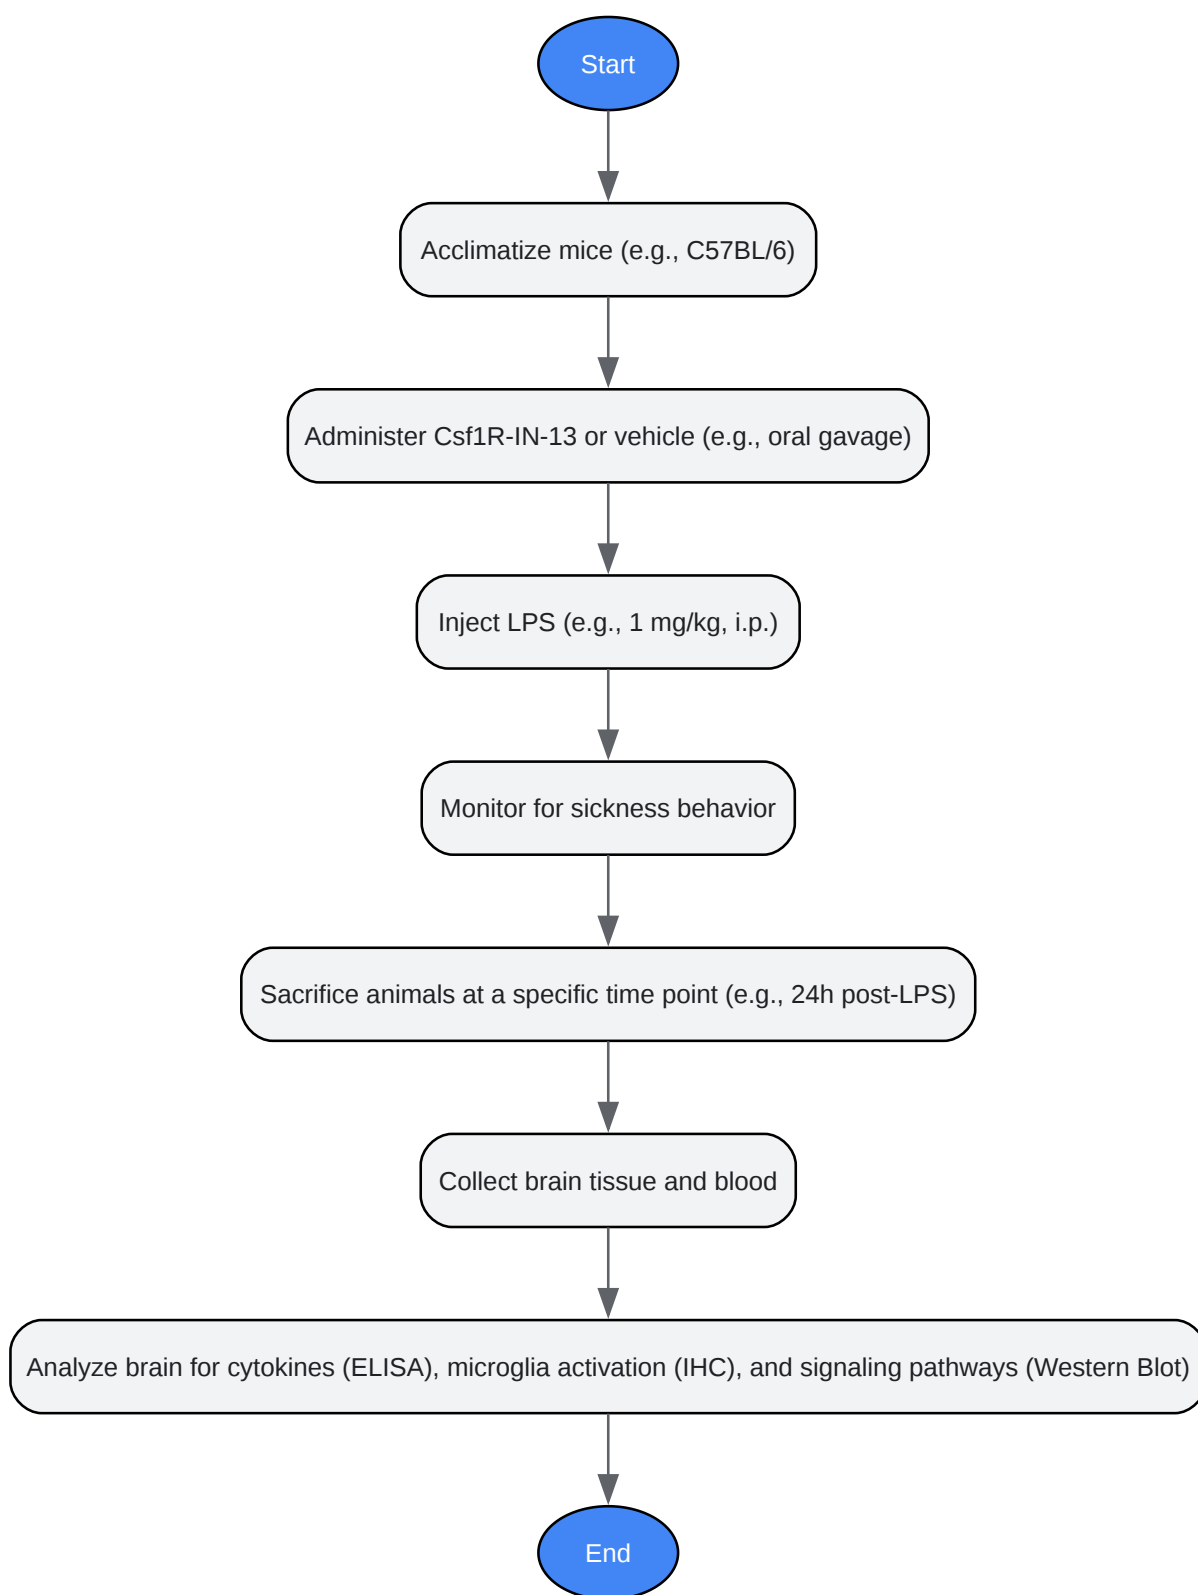 Start
Acclimatize mice (e.g., C57BL/6)
Administer Csf1R-IN-13 or vehicle (e.g., oral gavage)
Inject LPS (e.g., 1 mg/kg, i.p.)
Monitor for sickness behavior
Sacrifice animals at a specific time point (e.g., 24h post-LPS)
Collect brain tissue and blood
Analyze brain for cytokines (ELISA), microglia activation (IHC), and signaling pathways (Western Blot)
End